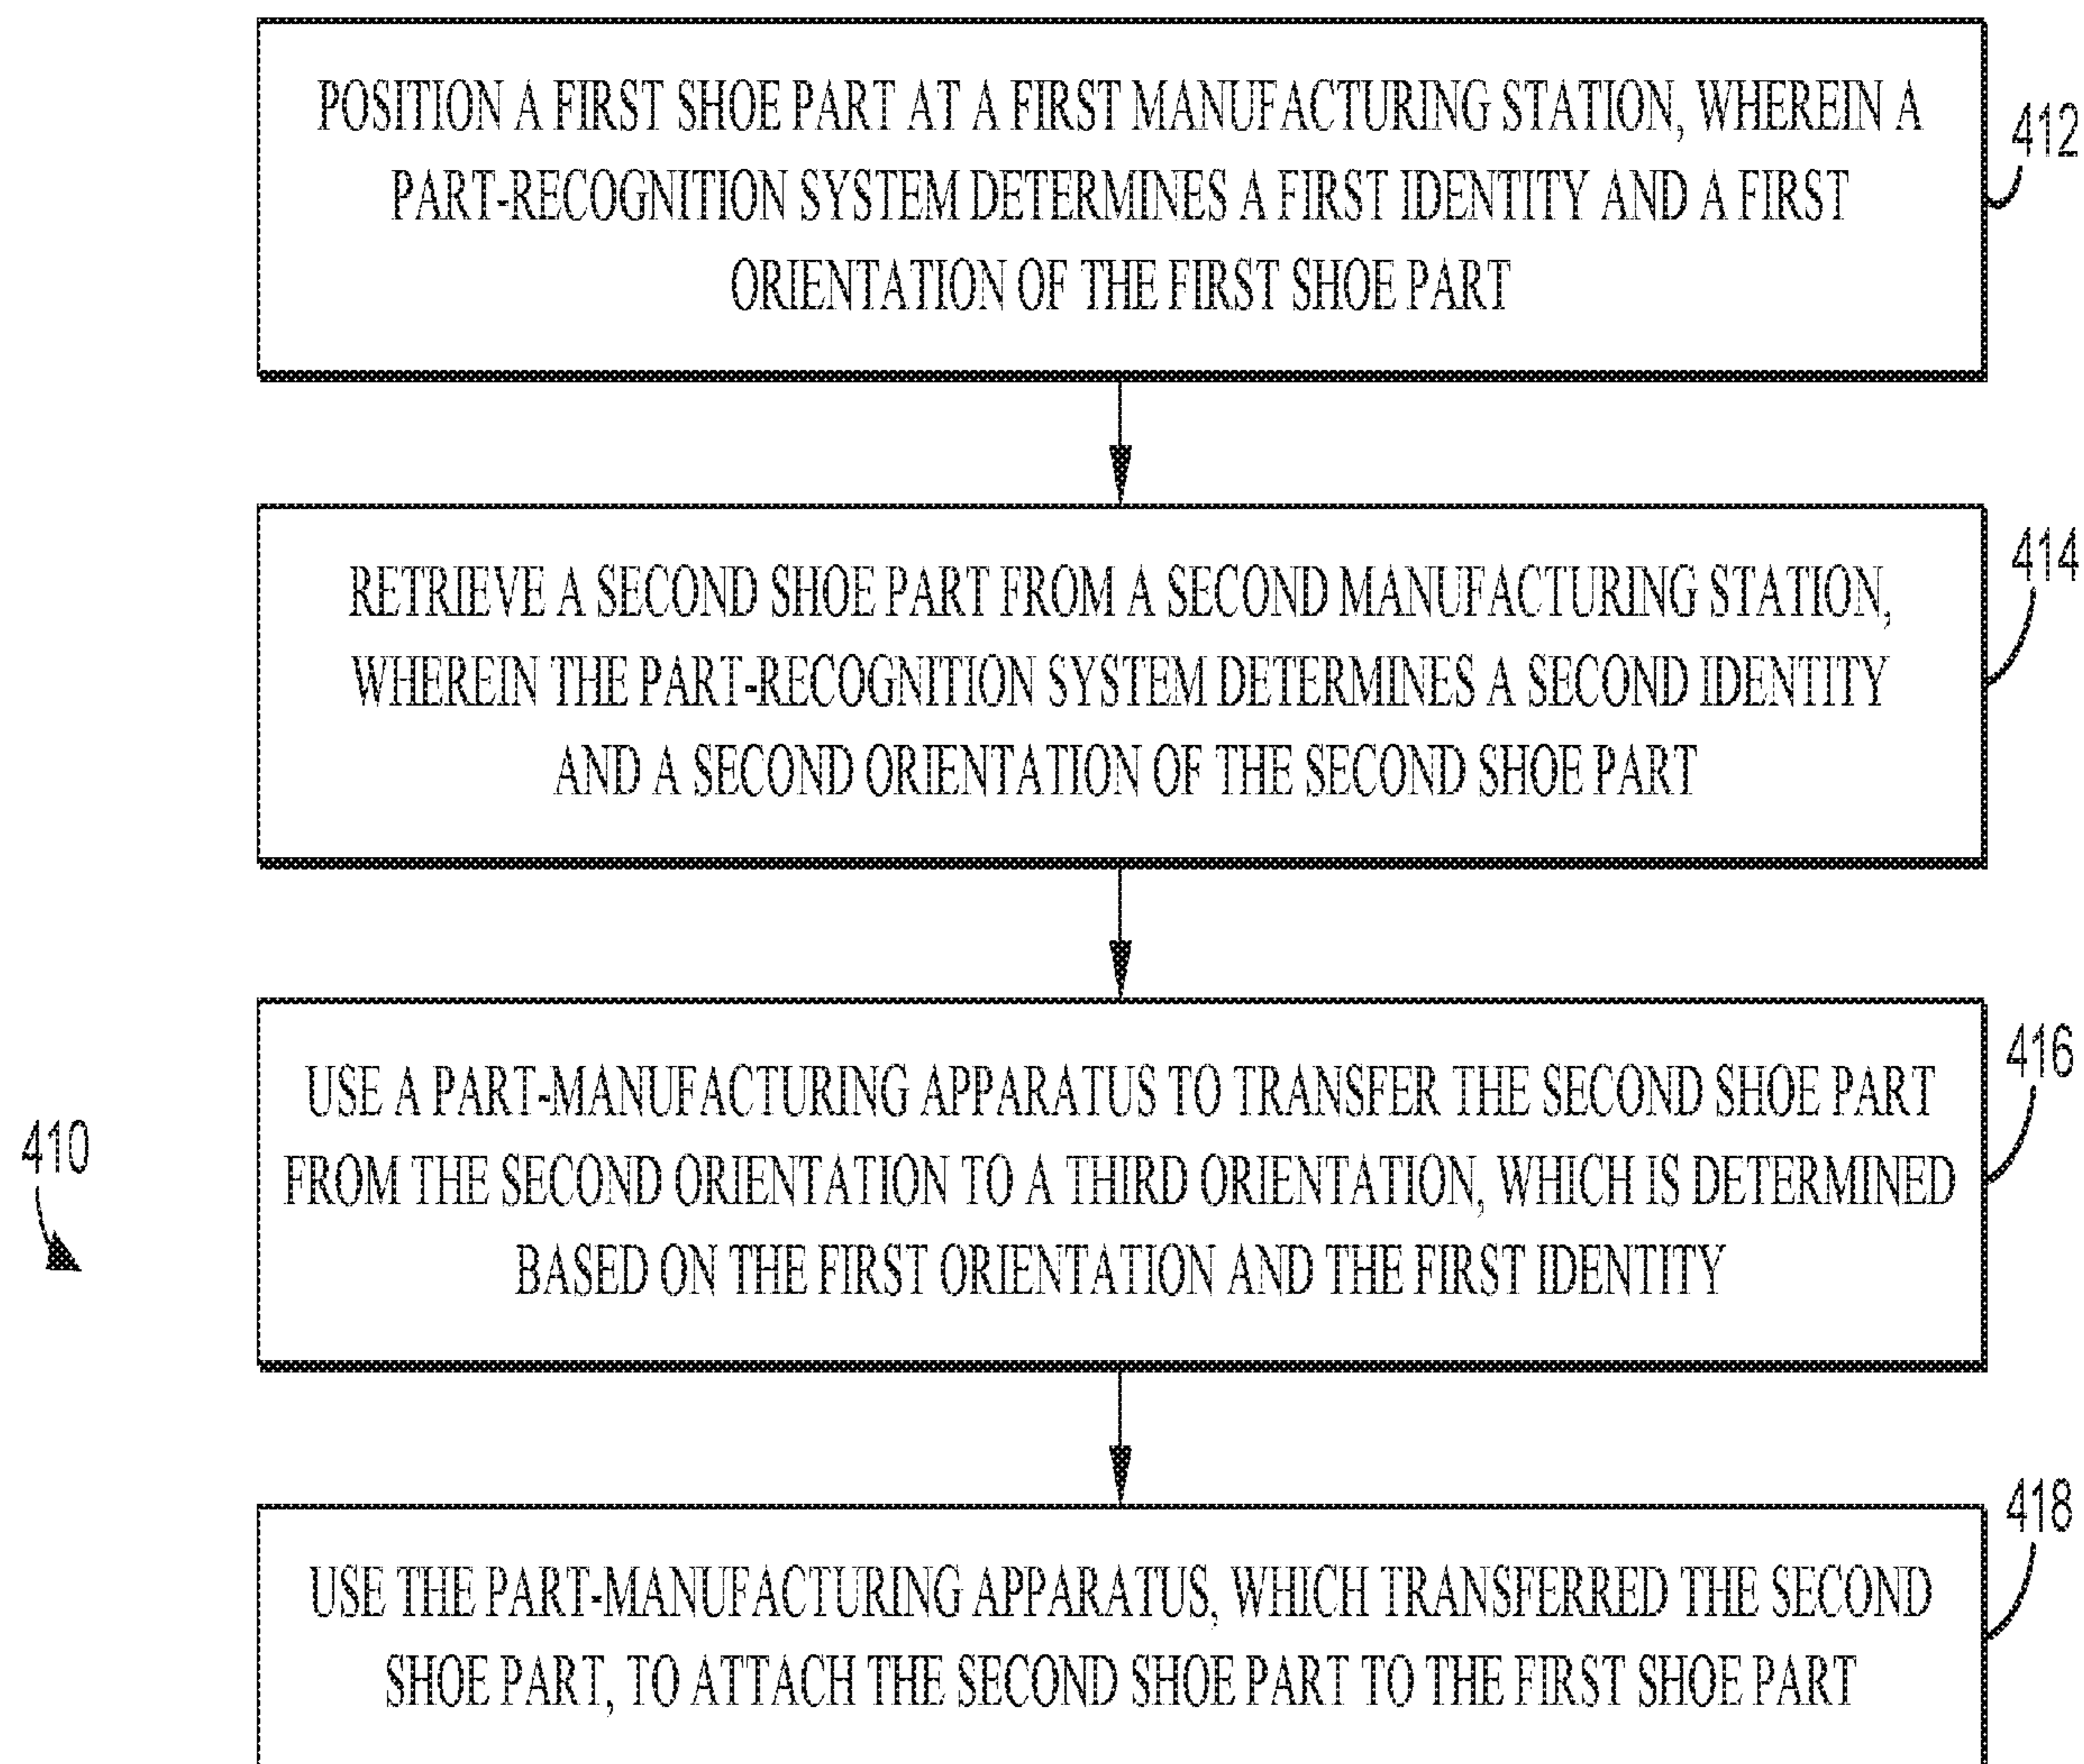 POSITION A FIRST SHOE PART AT A FIRST MANUFACTURING STATION, WHEREIN A
PART-RECOGNITION SYSTEM DETERMINES A FIRST IDENTITY AND A FIRST
ORIENTATION OF THE FIRST SHOE PART
412
RETRIEVE A SECOND SHOE PART FROM A SECOND MANUFACTURING STATION,
WHEREIN THE PART-RECOGNITION SYSTEM DETERMINES A SECOND IDENTITY
AND A SECOND ORIENTATION OF THE SECOND SHOE PART
414
USE A PART-MANUFACTURING APPARATUS TO TRANSFER THE SECOND SHOE PART
FROM THE SECOND ORIENTATION TO A THIRD ORIENTATION, WHICH IS DETERMINED
BASED ON THE FIRST ORIENTATION AND THE FIRST IDENTITY
416
410
USE THE PART-MANUFACTURING APPARATUS, WHICH TRANSFERRED THE SECOND
SHOE PART, TO ATTACH THE SECOND SHOE PART TO THE FIRST SHOE PART
418